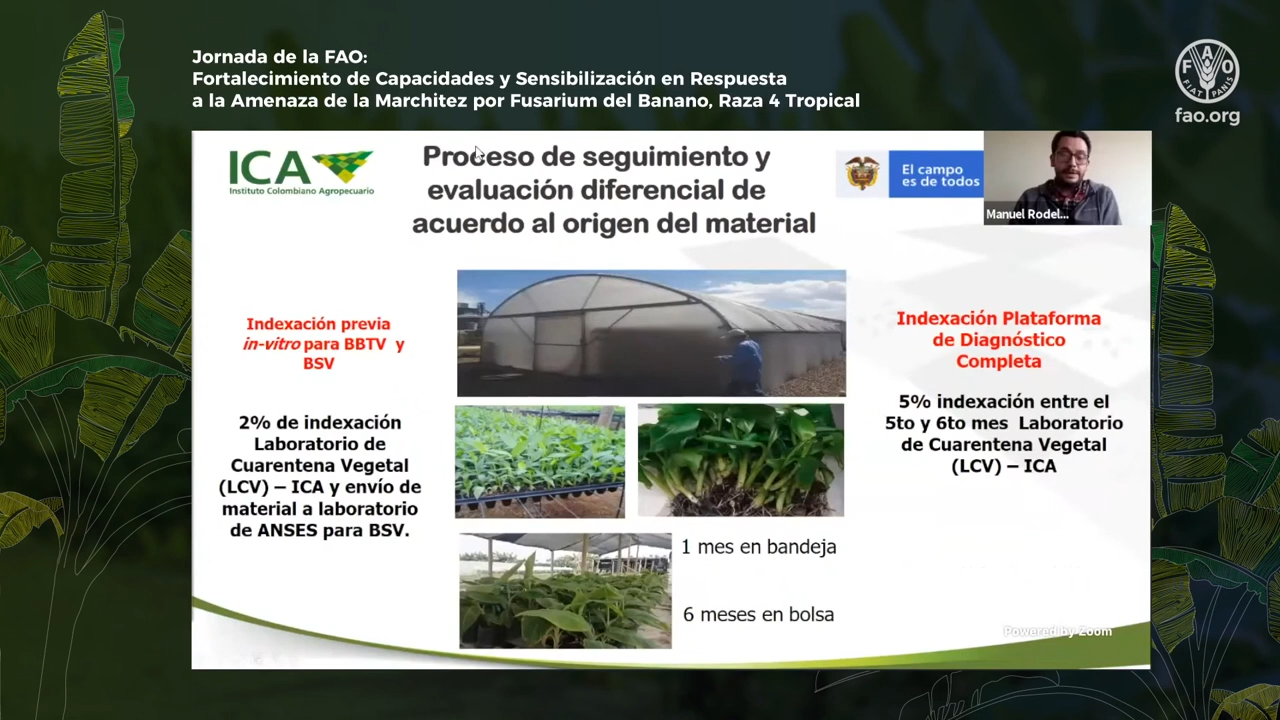 Jornada de la FAO:
Fortalecimiento de Capacidades y Sensibilización en Respuesta
a la Amenaza de la Marchitez por Fusarium del Banano, Raza 4 Tropical
F A O
FIAT PANIS
fao.org
ICA
Instituto Colombiano Agropecuario
Proceso de seguimiento y
evaluación diferencial de
acuerdo al origen del material
El campo
es de todos
Manuel Rodel...
Indexación previa
in-vitro para BBTV y
BSV
2% de indexación
Laboratorio de
Cuarentena Vegetal
(LCV) – ICA y envío de
material a laboratorio
de ANSES para BSV.
Indexación Plataforma
de Diagnóstico
Completa
5% indexación entre el
5to y 6to mes Laboratorio
de Cuarentena Vegetal
(LCV) – ICA
1 mes en bandeja
6 meses en bolsa
Powered by Zoom